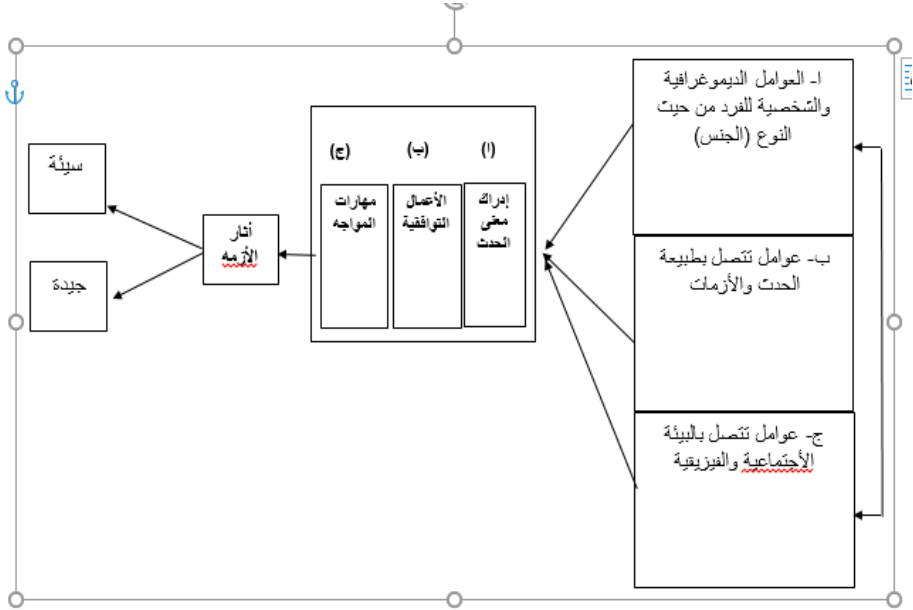 ا- العوامل الديموغرافية
والشخصية للفرد من حيث
النوع (الجنس)
ب- عوامل تتصل بطبيعة
الحدث والأزمات
ج- عوامل تتصل بالبيئة
الأجتماعية والفيزيقية
(ا)
إدراك
معنى
الحدث
(ب)
الأعمال
التوافقية
(ج)
مهارات
المواجه
أثار
الأزمه
سيئة
جيدة